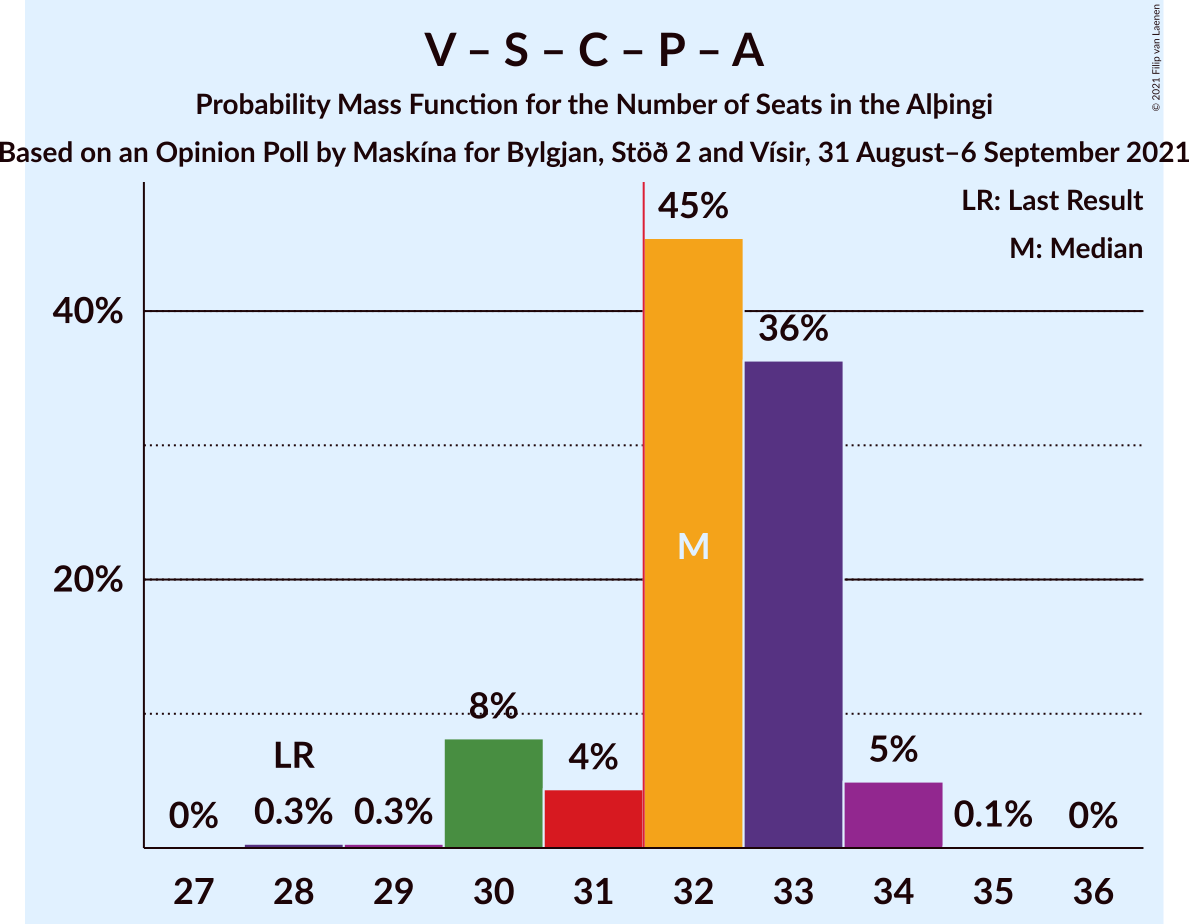 V – S – C – P – A
Probability Mass Function for the Number of Seats in the Alþingi
Based on an Opinion Poll by Maskína for Bylgjan, Stöð 2 and Vísir, 31 August–6 September 2021
© 2021 Filip van Laenen
LR: Last Result
M: Median
45%
40%
36%
M
20%
8%
LR
4%
5%
0%
0.3%
0.3%
0.1%
0%
27 28 29 30 31 32 33 34 35 36